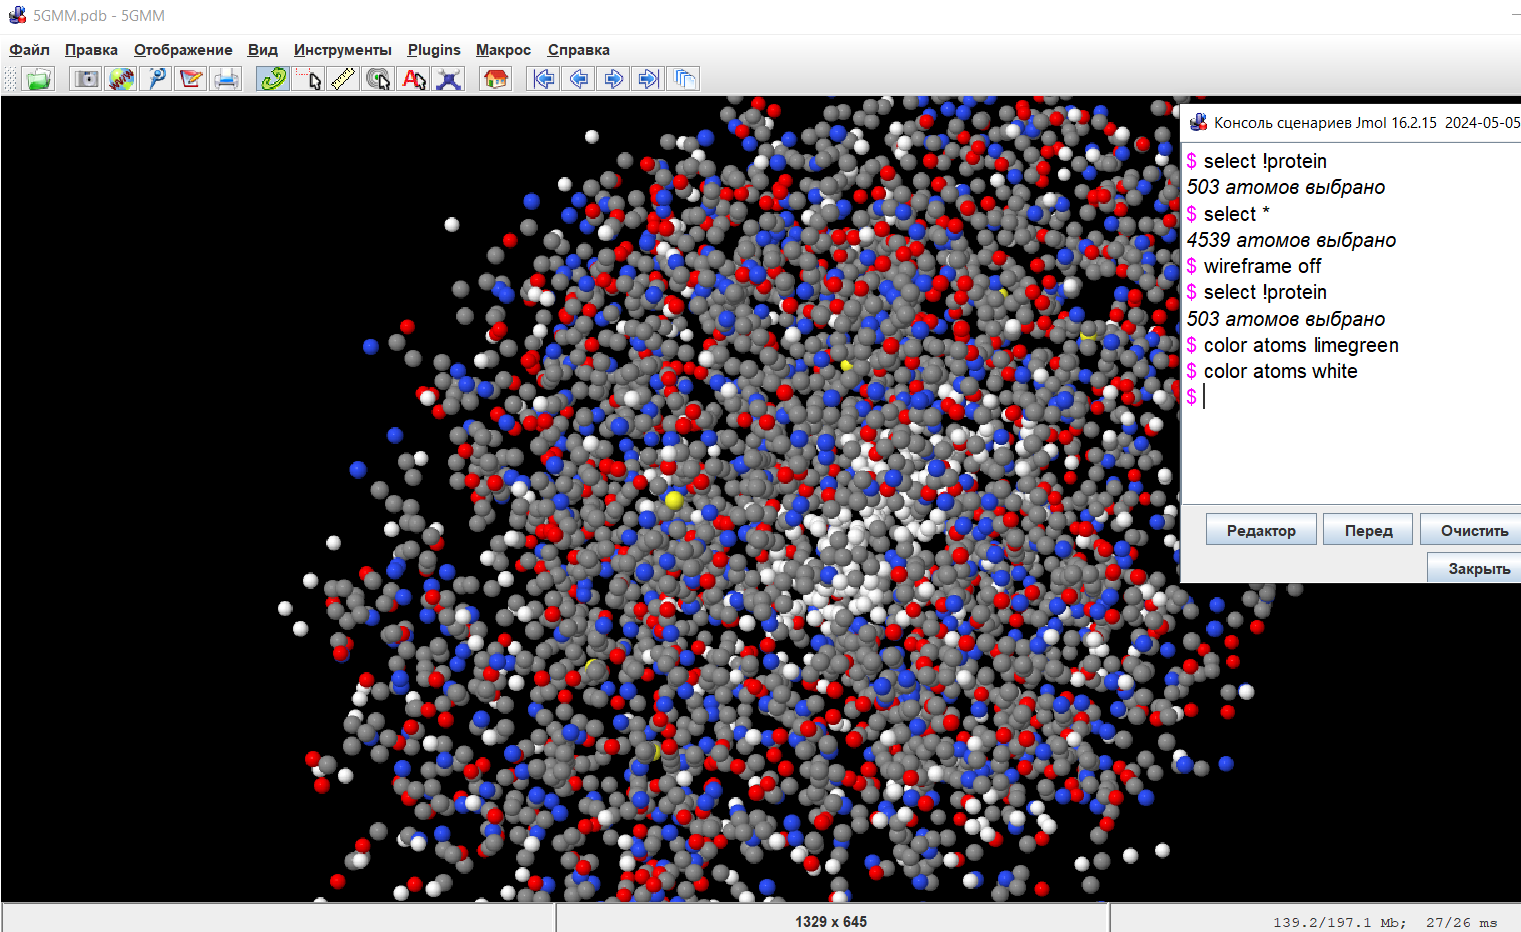 5GMM.pdb - 5GMM
Файл Правка Отображение Вид Инструменты Plugins Макрос Справка
Консоль сценариев Jmol 16.2.15 2024-05-05
$ select !protein
503 атомов выбрано
$ select *
4539 атомов выбрано
$ wireframe off
$ select !protein
503 атомов выбрано
$ color atoms limegreen
$ color atoms white
$
Редактор Перед Очистить
Закрыть
1329 x 645
139.2/197.1 Mb; 27/26 ms